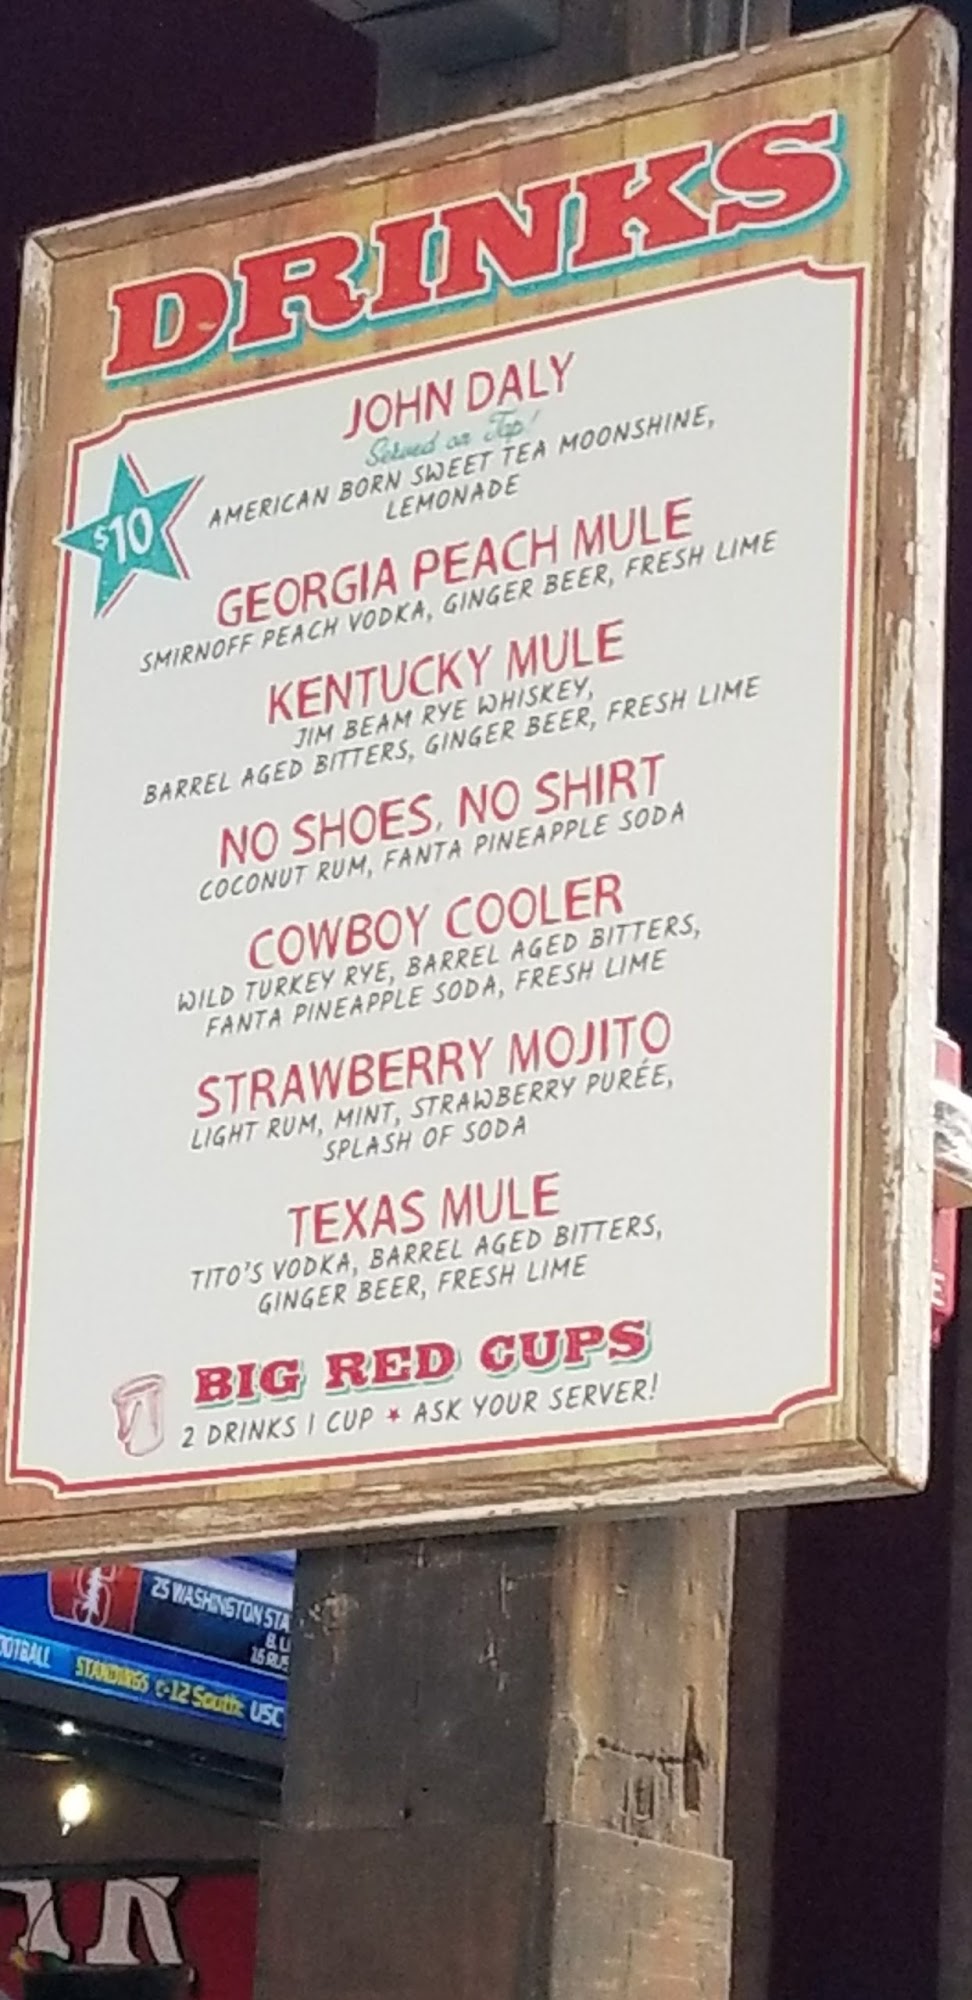 DRINKS
JOHN DALY
Served on Tap!
AMERICAN BORN SWEET TEA MOONSHINE,
LEMONADE
$10
GEORGIA PEACH MULE
SMIRNOFF PEACH VODKA, GINGER BEER, FRESH LIME
KENTUCKY MULE
JIM BEAM RYE WHISKEY,
BARREL AGED BITTERS, GINGER BEER, FRESH LIME
NO SHOES, NO SHIRT
COCONUT RUM, FANTA PINEAPPLE SODA
COWBOY COOLER
WILD TURKEY RYE, BARREL AGED BITTERS,
FANTA PINEAPPLE SODA, FRESH LIME
STRAWBERRY MOJITO
LIGHT RUM, MINT, STRAWBERRY PURÉE,
SPLASH OF SODA
TEXAS MULE
TITO'S VODKA, BARREL AGED BITTERS,
GINGER BEER, FRESH LIME
BIG RED CUPS
2 DRINKS 1 CUP ★ ASK YOUR SERVER!
25 WASHINGTON STA
STANDINGS South: USC